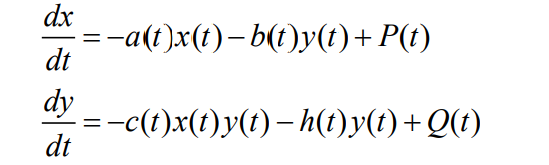 dx/dt = -a(t)x(t) - b(t)y(t) + P(t)
dy/dt = -c(t)x(t)y(t) - h(t)y(t) + Q(t)